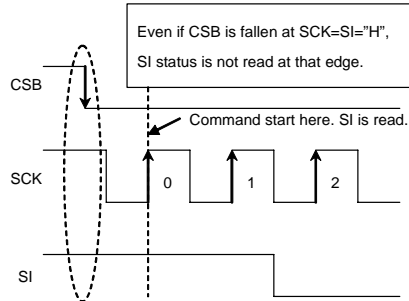 Even if CSB is fallen at SCK=SI=”H”,
SI status is not read at that edge.
CSB
Command start here. SI is read.
SCK
0 1 2
SI